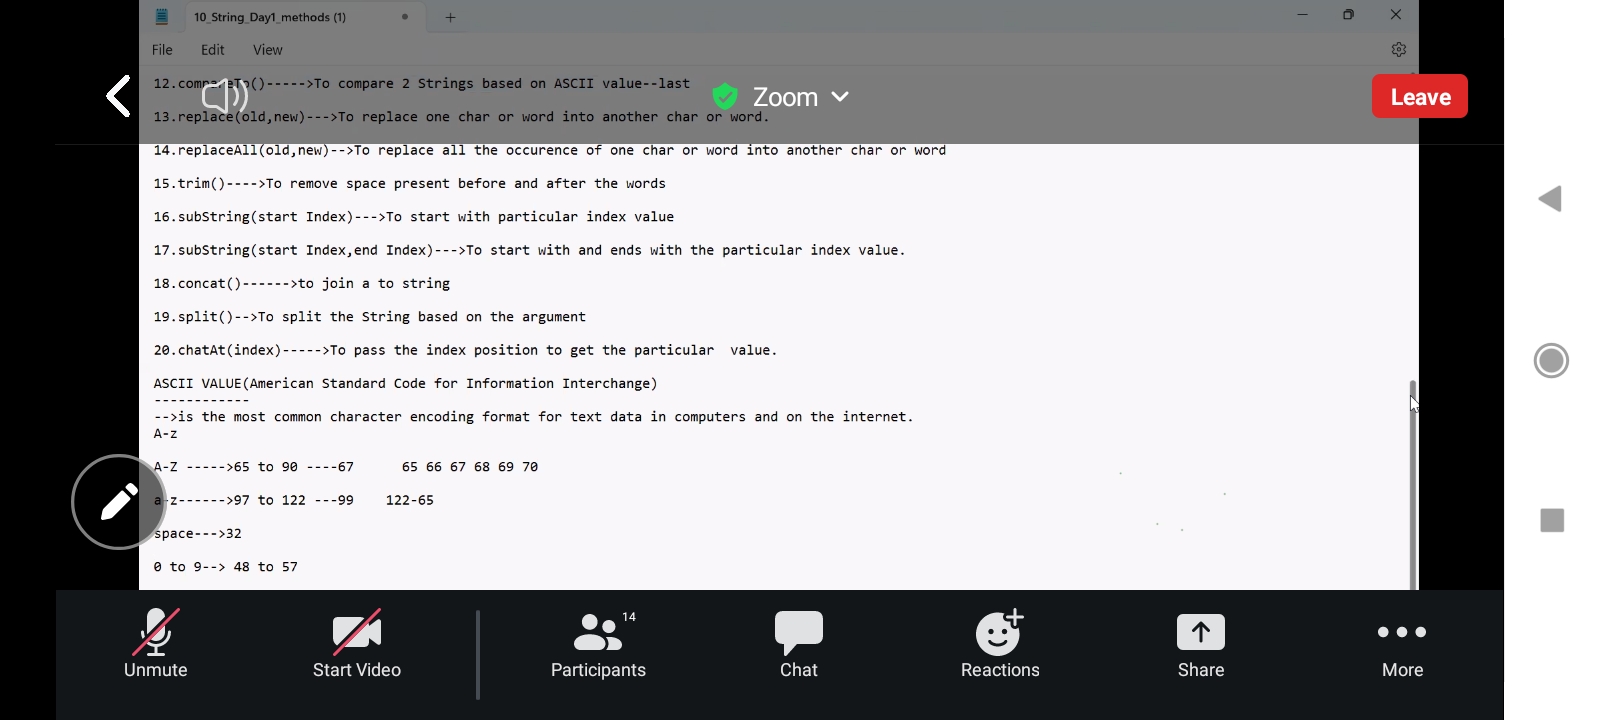 10_String_Day1_methods (1)
File Edit View
12.compareTo()----->To compare 2 Strings based on ASCII value--last
Zoom
Leave
13.replace(old,new)--->To replace one char or word into another char or word.
14.replaceAll(old,new)-->To replace all the occurence of one char or word into another char or word
15.trim()---->To remove space present before and after the words
16.subString(start Index)--->To start with particular index value
17.subString(start Index,end Index)--->To start with and ends with the particular index value.
18.concat()------>to join a to string
19.split()-->To split the String based on the argument
20.chatAt(index)----->To pass the index position to get the particular  value.
ASCII VALUE(American Standard Code for Information Interchange)
------------
-->is the most common character encoding format for text data in computers and on the internet.
A-z
A-Z ----->65 to 90 ----67      65 66 67 68 69 70
a-z------>97 to 122 ---99    122-65
space--->32
0 to 9--> 48 to 57
14
Unmute Start Video Participants Chat Reactions Share More